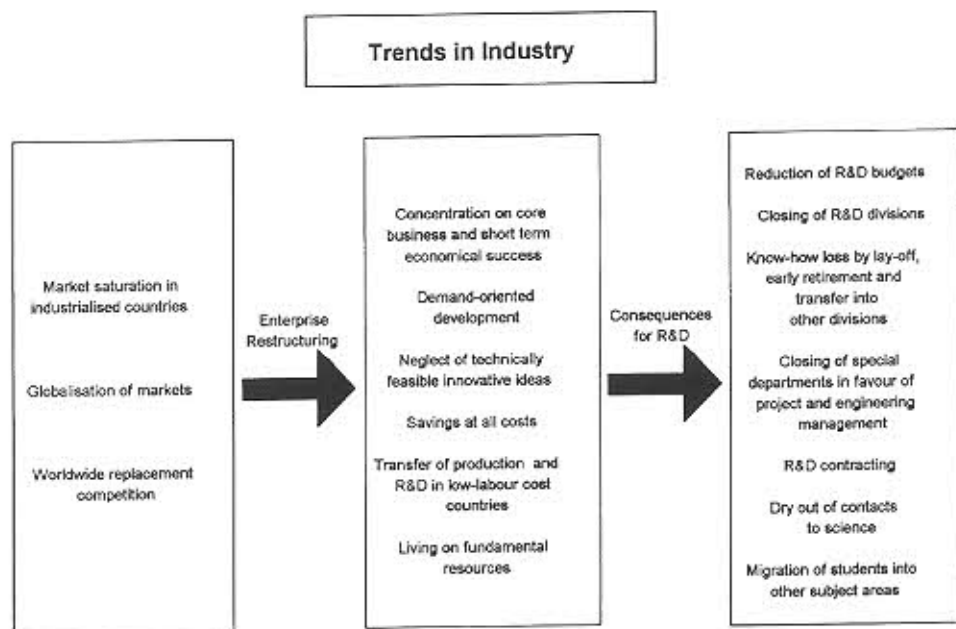 Trends in Industry
Market saturation in
industrialised countries
Globalisation of markets
Worldwide replacement
competition
Enterprise
Restructuring
Concentration on core
business and short term
economical success
Demand-oriented
development
Neglect of technically
feasible innovative ideas
Savings at all costs
Transfer of production and
R&D in low-labour cost
countries
Living on fundamental
resources
Consequences
for R&D
Reduction of R&D budgets
Closing of R&D divisions
Know-how loss by lay-off,
early retirement and
transfer into
other divisions
Closing of special
departments in favour of
project and engineering
management
R&D contracting
Dry out of contacts
to science
Migration of students into
other subject areas